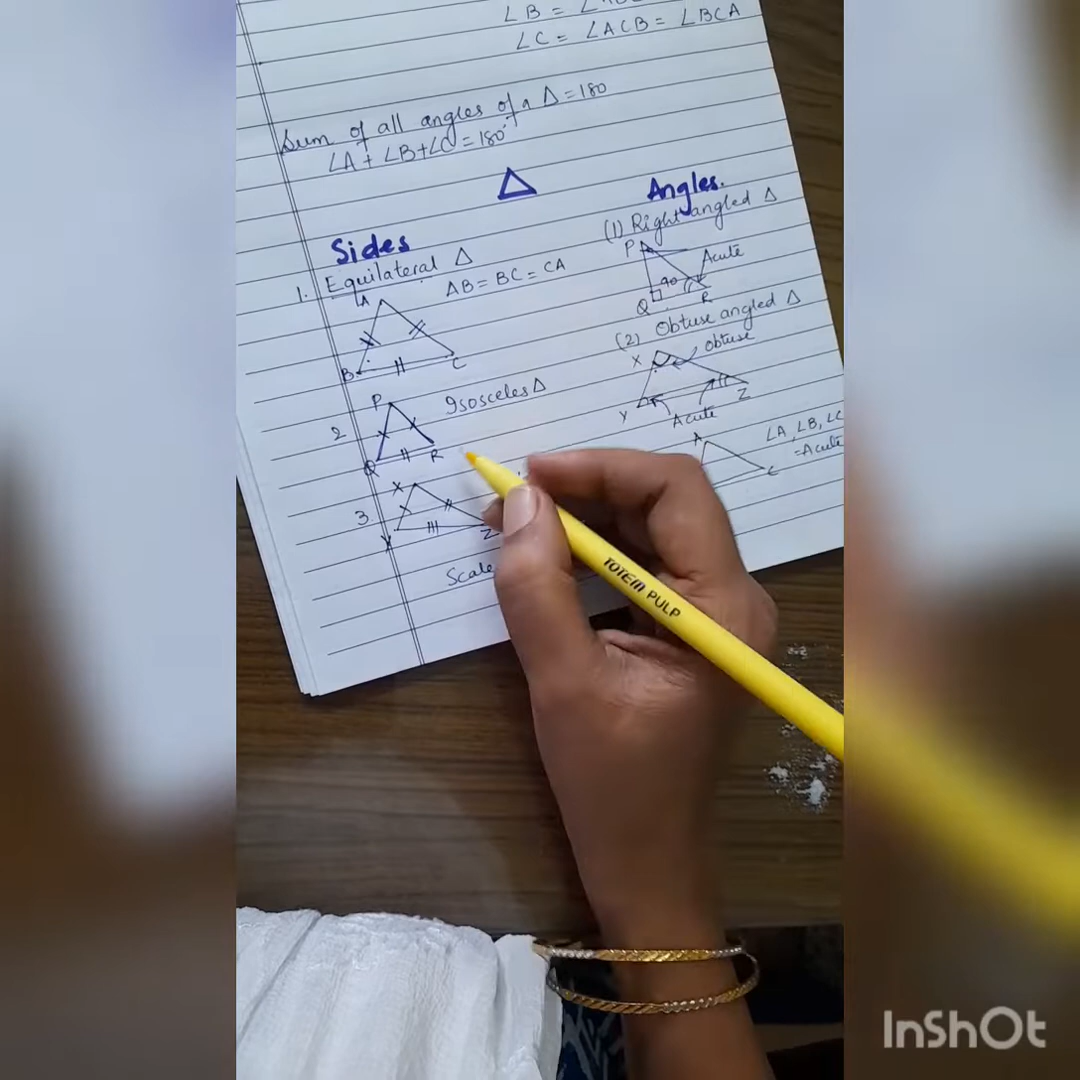 ∠B = 
∠C = ∠ACB = ∠BCA
Sum of all angles of a Δ = 180
∠A + ∠B + ∠C = 180°
Δ
Sides
1. Equilateral Δ
AB = BC = CA
A
B
C
2
Isosceles Δ
P
Q
R
3.
X
Y
Z
Scale
Angles.
(1) Right angled Δ
P
Acute
90
Q
R
(2) Obtuse angled Δ
X
Obtuse
Y
Z
Acute
A
∠A, ∠B, ∠C
= Acute
C
TOTEM PULP
InShOt